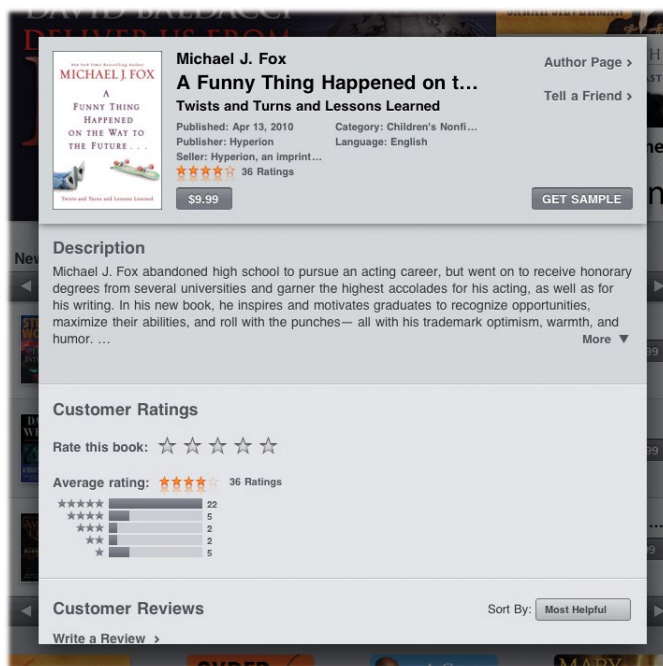 DAVID BALDACCI
DELIVER US FROM
SARAH SILVERMAN
Michael J. Fox
A Funny Thing Happened on t…
Twists and Turns and Lessons Learned
Published: Apr 13, 2010
Category: Children's Nonfi…
Publisher: Hyperion
Language: English
Seller: Hyperion, an imprint…
36 Ratings
$9.99
Author Page ›
Tell a Friend ›
GET SAMPLE
MICHAEL J. FOX
A
FUNNY THING
HAPPENED
ON THE WAY TO
THE FUTURE . . .
Twists and Turns and Lessons Learned
Description
Michael J. Fox abandoned high school to pursue an acting career, but went on to receive honorary
degrees from several universities and garner the highest accolades for his acting, as well as for
his writing. In his new book, he inspires and motivates graduates to recognize opportunities,
maximize their abilities, and roll with the punches— all with his trademark optimism, warmth, and
humor. …
More ▼
Customer Ratings
Rate this book:
Average rating:
36 Ratings
22
5
2
2
5
Customer Reviews
Sort By:
Most Helpful
Write a Review ›